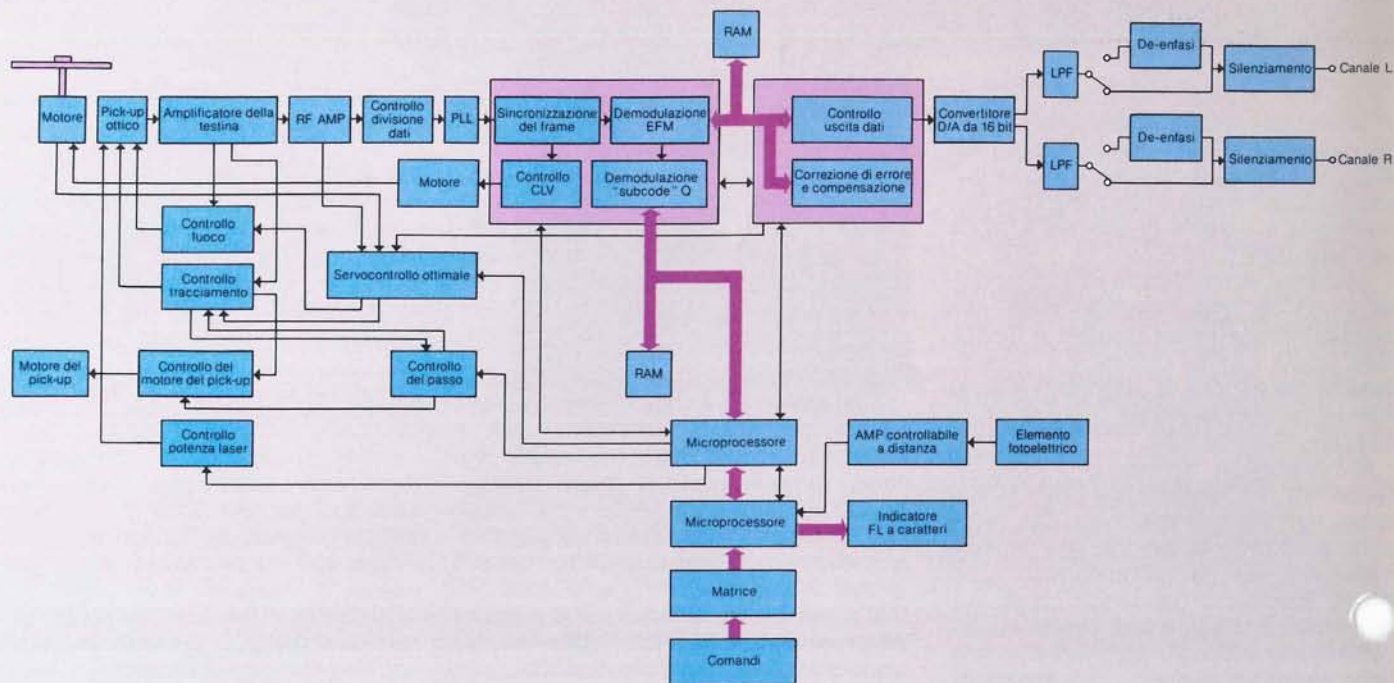 RAM
De-enfasi
LPF
Silenziamento
Canale L
Motore
Pick-up
ottico
Amplificatore della
testina
RF AMP
Controllo
divisione
dati
PLL
Sincronizzazione
del frame
Demodulazione
EFM
Controllo
uscita dati
Convertitore
D/A da 16 bit
De-enfasi
LPF
Silenziamento
Canale R
Motore
Controllo
CLV
Demodulazione
"subcode" Q
Correzione di errore
e compensazione
Controllo
fuoco
Servocontrollo ottimale
Controllo
tracciamento
Motore del
pick-up
Controllo del
motore del pick-up
Controllo
del passo
RAM
Controllo
potenza laser
Microprocessore
AMP controllabile
a distanza
Elemento
fotoelettrico
Microprocessore
Indicatore
FL a caratteri
Matrice
Comandi